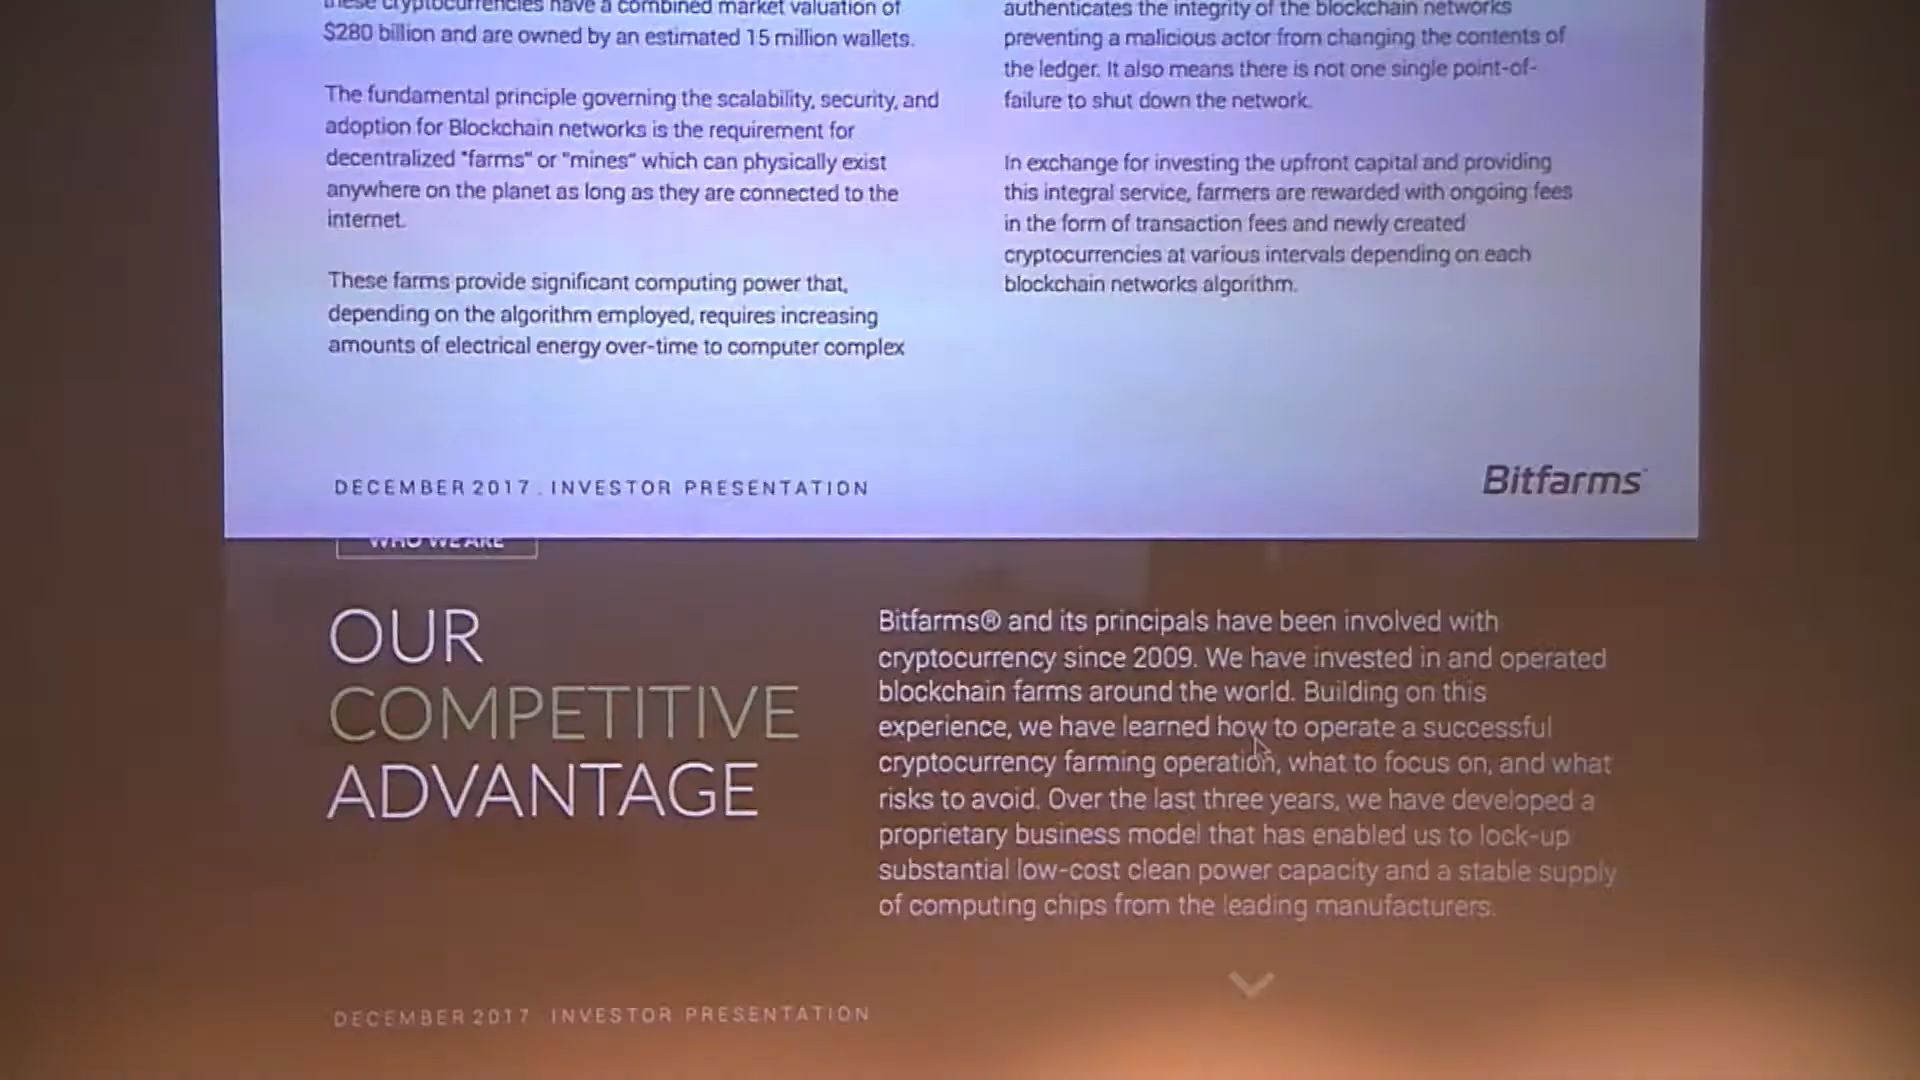 these cryptocurrencies have a combined market valuation of
$280 billion and are owned by an estimated 15 million wallets.
The fundamental principle governing the scalability, security, and
adoption for Blockchain networks is the requirement for
decentralized "farms" or "mines" which can physically exist
anywhere on the planet as long as they are connected to the
internet.
These farms provide significant computing power that,
depending on the algorithm employed, requires increasing
amounts of electrical energy over-time to computer complex
authenticates the integrity of the blockchain networks
preventing a malicious actor from changing the contents of
the ledger. It also means there is not one single point-of-
failure to shut down the network.
In exchange for investing the upfront capital and providing
this integral service, farmers are rewarded with ongoing fees
in the form of transaction fees and newly created
cryptocurrencies at various intervals depending on each
blockchain networks algorithm.
DECEMBER 2017 . INVESTOR PRESENTATION
Bitfarms
WHO WE ARE
OUR
COMPETITIVE
ADVANTAGE
Bitfarms® and its principals have been involved with
cryptocurrency since 2009. We have invested in and operated
blockchain farms around the world. Building on this
experience, we have learned how to operate a successful
cryptocurrency farming operation, what to focus on, and what
risks to avoid. Over the last three years, we have developed a
proprietary business model that has enabled us to lock-up
substantial low-cost clean power capacity and a stable supply
of computing chips from the leading manufacturers.
DECEMBER 2017 . INVESTOR PRESENTATION